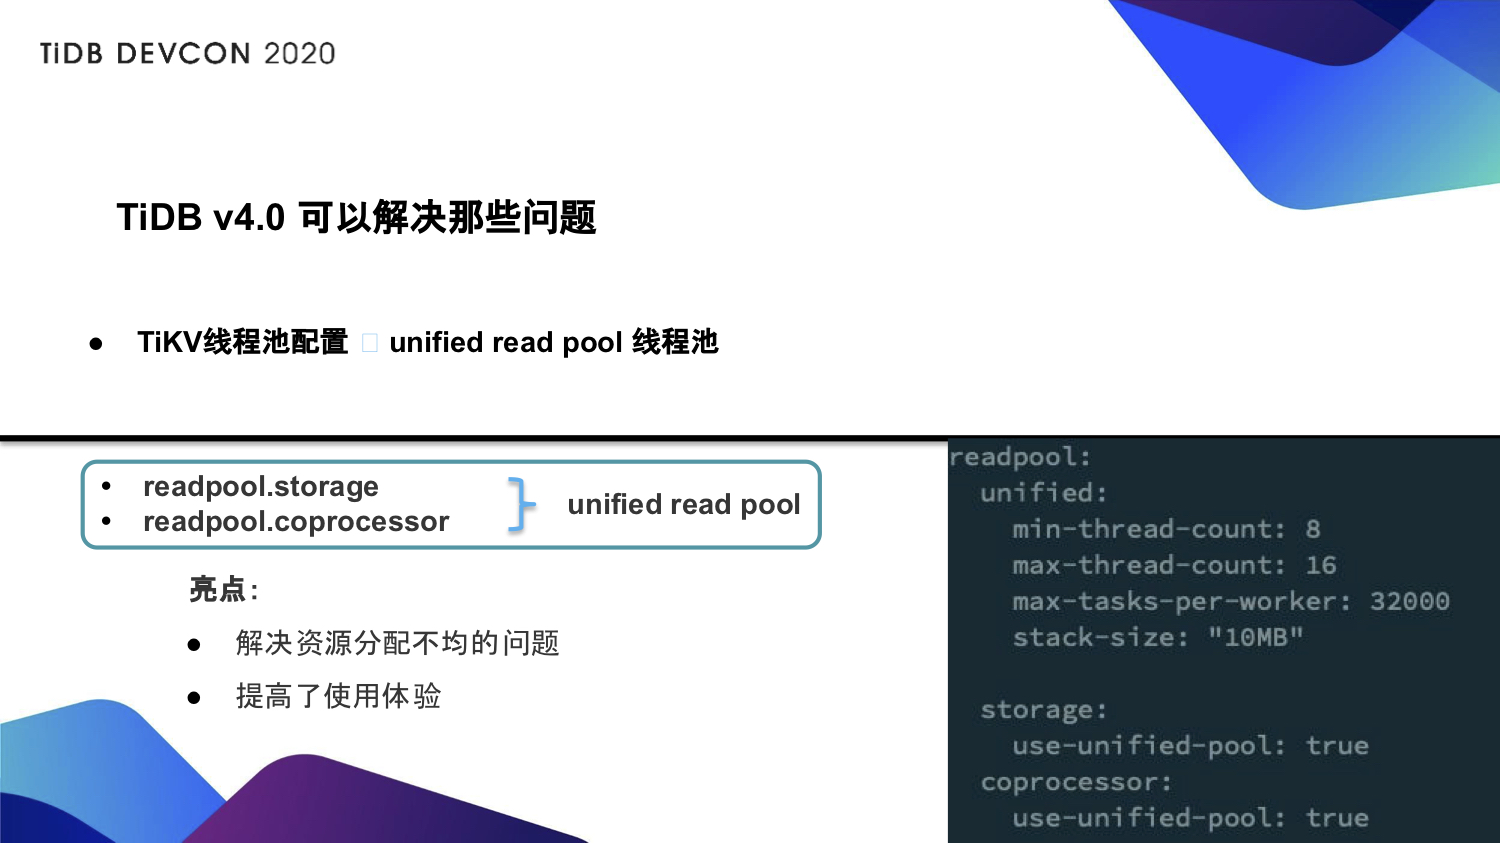 TiDB DEVCON 2020
TiDB v4.0 可以解决那些问题
● TiKV线程池配置 unified read pool 线程池
• readpool.storage
• readpool.coprocessor
unified read pool
亮点:
● 解决资源分配不均的问题
● 提高了使用体验
readpool:
unified:
min-thread-count: 8
max-thread-count: 16
max-tasks-per-worker: 32000
stack-size: "10MB"
storage:
use-unified-pool: true
coprocessor:
use-unified-pool: true